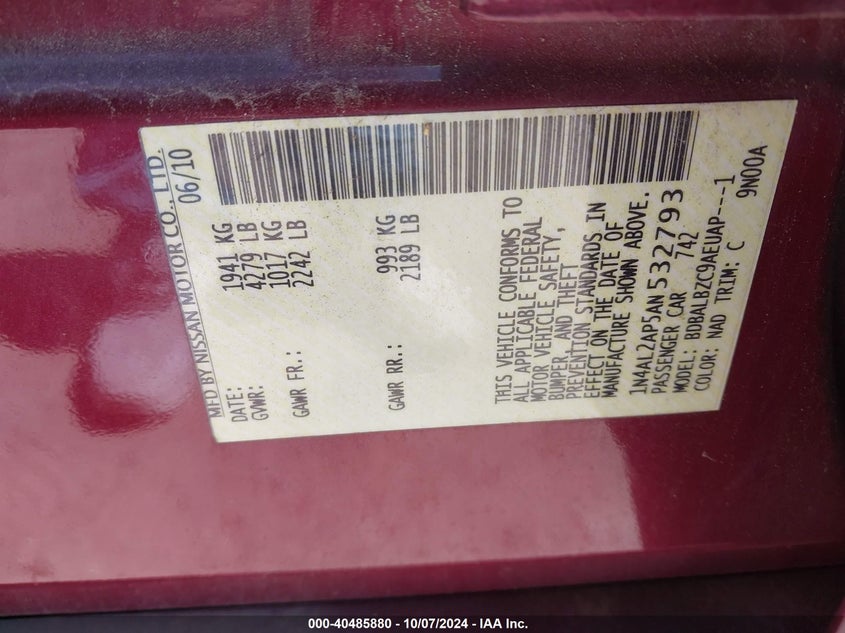 MFD BY NISSAN MOTOR CO., LTD.
DATE: 06/10
GVWR: 1941 KG
4279 LB
GAWR FR.: 1017 KG
2242 LB
GAWR RR.: 993 KG
2189 LB
THIS VEHICLE CONFORMS TO
ALL APPLICABLE FEDERAL
MOTOR VEHICLE SAFETY,
BUMPER, AND THEFT
PREVENTION STANDARDS IN
EFFECT ON THE DATE OF
MANUFACTURE SHOWN ABOVE.
1N4AL2AP5AN532793
PASSENGER CAR 742
MODEL: BDBALBZC9AEUAP---1
COLOR: NAD TRIM: C 9N00A
000-40485880 - 10/07/2024 - IAA Inc.